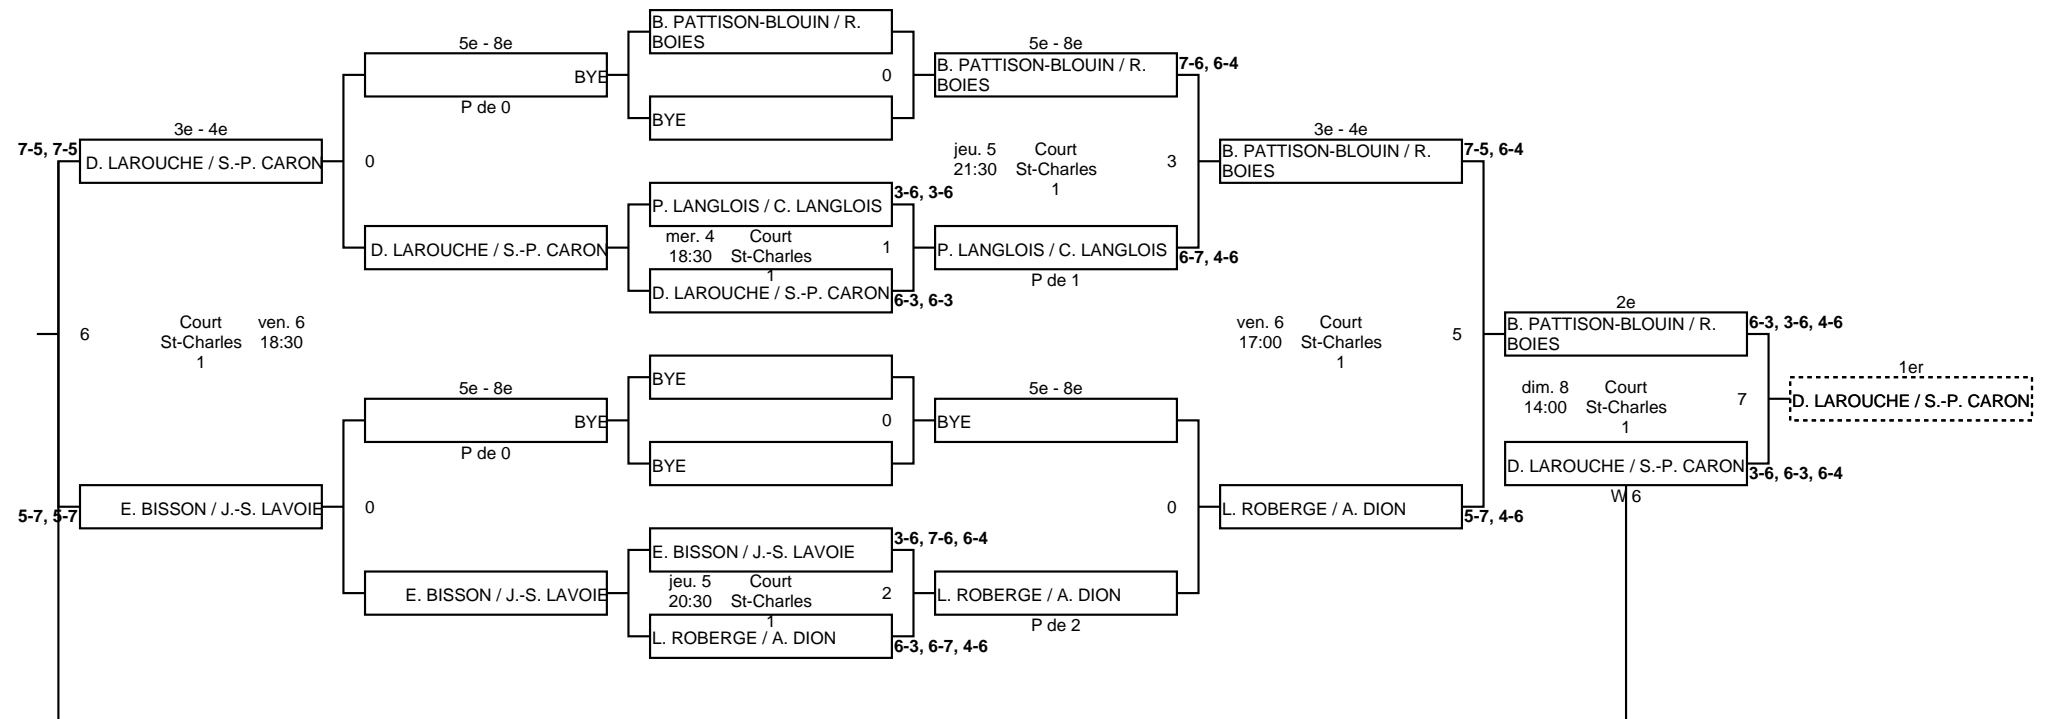 B. PATTISON-BLOUIN / R.
BOIES
5e - 8e
5e - 8e
BYE
0
B. PATTISON-BLOUIN / R.
BOIES
7-6, 6-4
P de 0
BYE
3e - 4e
3e - 4e
7-5, 7-5
D. LAROUCHE / S.-P. CARON
0
jeu. 5
21:30
Court
St-Charles
1
3
B. PATTISON-BLOUIN / R.
BOIES
7-5, 6-4
P. LANGLOIS / C. LANGLOIS
3-6, 3-6
D. LAROUCHE / S.-P. CARON
mer. 4
18:30
Court
St-Charles
1
1
P. LANGLOIS / C. LANGLOIS
6-7, 4-6
P de 1
D. LAROUCHE / S.-P. CARON
6-3, 6-3
6
Court
St-Charles
1
ven. 6
18:30
ven. 6
17:00
Court
St-Charles
1
5
2e
B. PATTISON-BLOUIN / R.
BOIES
6-3, 3-6, 4-6
5e - 8e
BYE
5e - 8e
dim. 8
14:00
Court
St-Charles
1
7
1er
D. LAROUCHE / S.-P. CARON
BYE
0
BYE
P de 0
BYE
D. LAROUCHE / S.-P. CARON
3-6, 6-3, 6-4
W 6
5-7, 5-7
E. BISSON / J.-S. LAVOIE
0
0
L. ROBERGE / A. DION
5-7, 4-6
E. BISSON / J.-S. LAVOIE
3-6, 7-6, 6-4
E. BISSON / J.-S. LAVOIE
jeu. 5
20:30
Court
St-Charles
1
2
L. ROBERGE / A. DION
P de 2
L. ROBERGE / A. DION
6-3, 6-7, 4-6